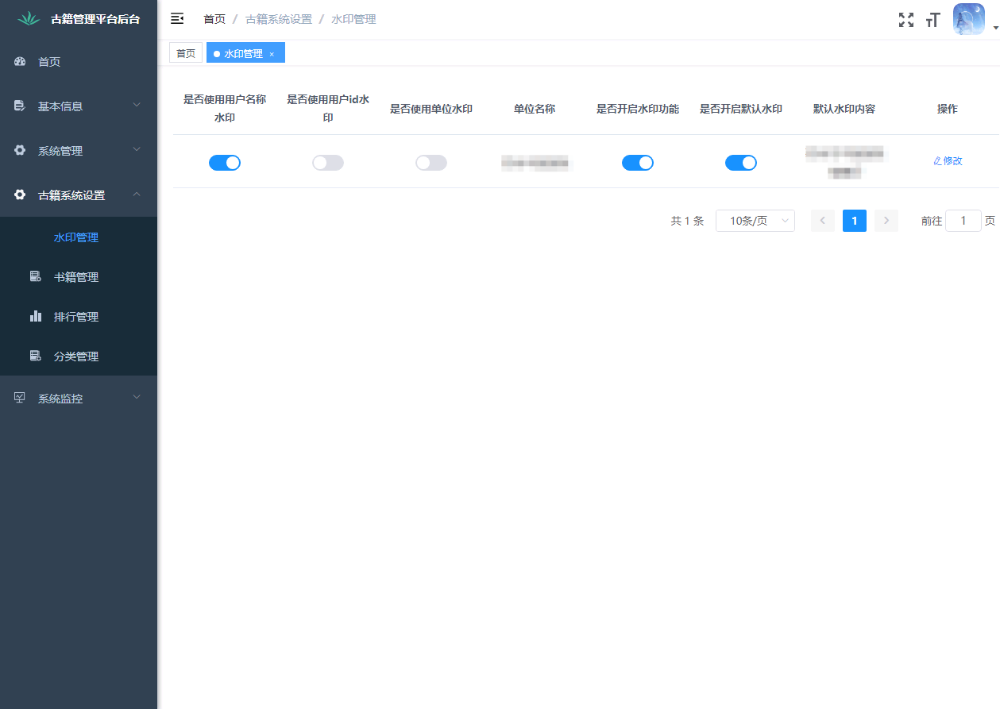 古籍管理平台后台
首页
基本信息
系统管理
古籍系统设置
水印管理
书籍管理
排行管理
分类管理
系统监控
首页 / 古籍系统设置 / 水印管理
首页
水印管理 ×
是否使用用户名称
水印
是否使用用户id水
印
是否使用单位水印
单位名称
是否开启水印功能
是否开启默认水印
默认水印内容
操作
修改
共 1 条
10条/页
1
前往 1 页